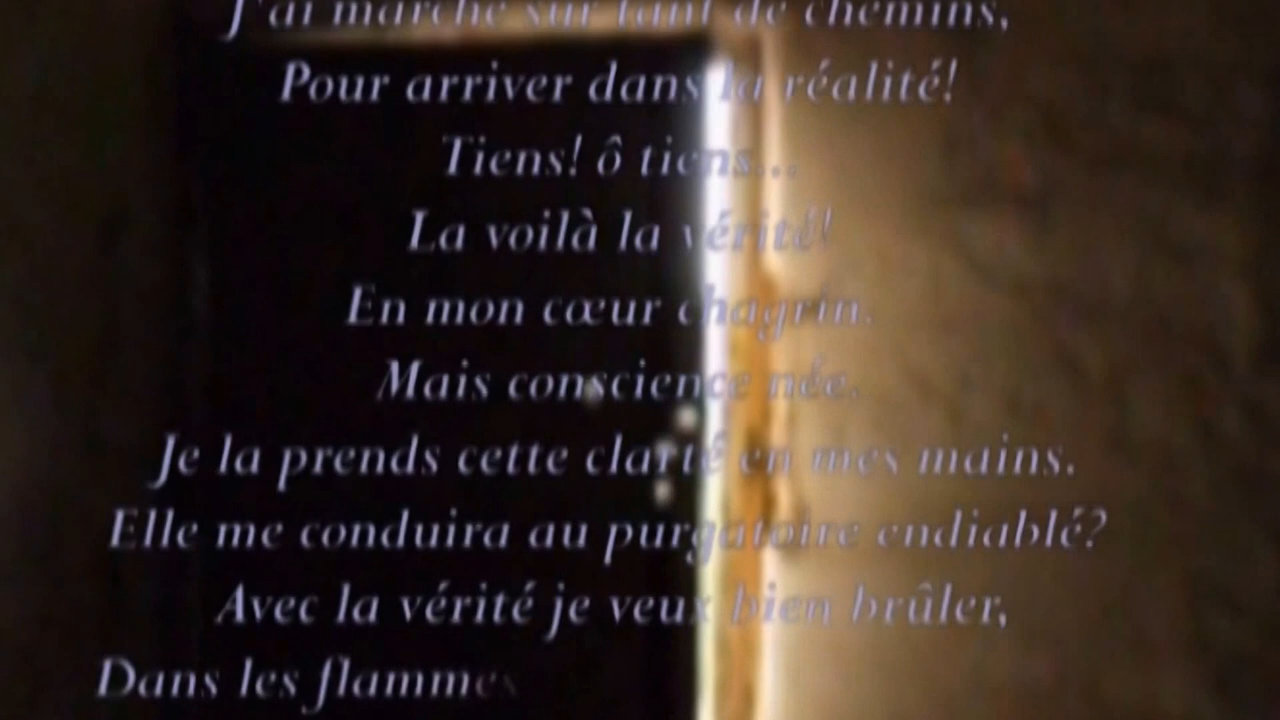 J'ai marché sur tant de chemins,
Pour arriver dans la réalité!
Tiens! ô tiens...
La voilà la vérité!
En mon cœur chagrin.
Mais conscience née.
Je la prends cette clarté en mes mains.
Elle me conduira au purgatoire endiablé?
Avec la vérité je veux bien brûler,
Dans les flammes